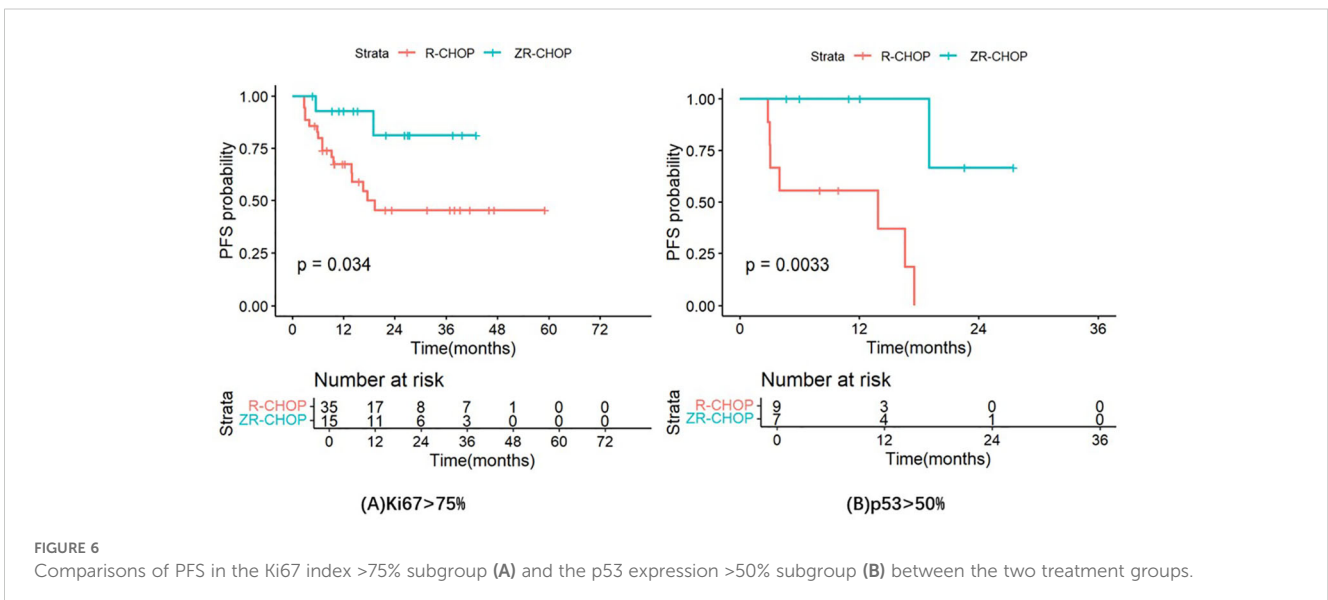 Strata R-CHOP ZR-CHOP
PFS probability
1.00
0.75
0.50
0.25
0.00
p = 0.034
0 12 24 36 48 60 72
Time(months)
Number at risk
Strata
R-CHOP 35 17 8 7 1 0 0
ZR-CHOP 15 11 6 3 0 0 0
0 12 24 36 48 60 72
Time(months)
(A)Ki67>75%
Strata R-CHOP ZR-CHOP
PFS probability
1.00
0.75
0.50
0.25
0.00
p = 0.0033
0 12 24 36
Time(months)
Number at risk
Strata
R-CHOP 9 3 0 0
ZR-CHOP 7 4 1 0
0 12 24 36
Time(months)
(B)p53>50%
FIGURE 6
Comparisons of PFS in the Ki67 index >75% subgroup (A) and the p53 expression >50% subgroup (B) between the two treatment groups.